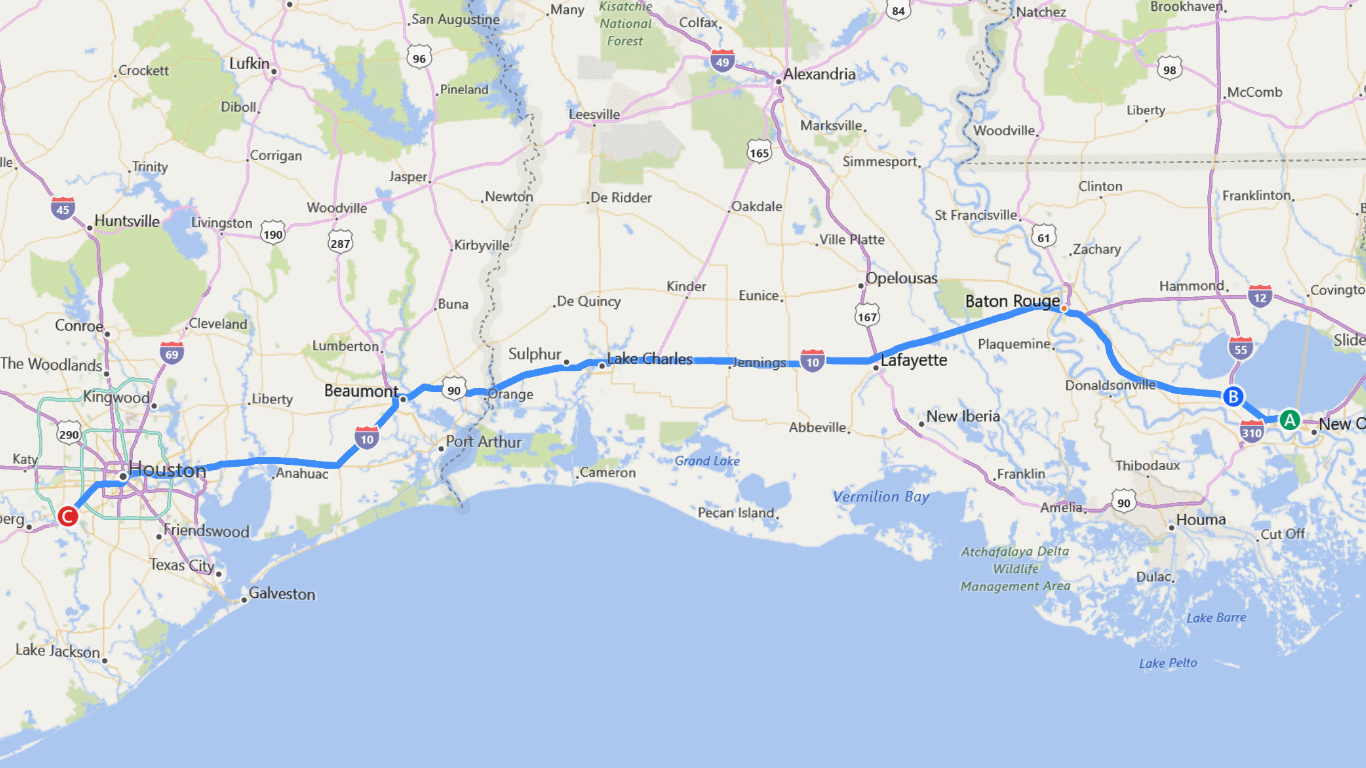 San Augustine
Many
Kisatchie
National
Forest
Colfax
84
Natchez
Brookhaven
Crockett
Lufkin
96
49
Alexandria
98
Pineland
Diboll
McComb
Liberty
Leesville
Marksville
Woodville
Corrigan
165
Simmesport
Trinity
Jasper
Newton
De Ridder
Clinton
Franklinton
45
Huntsville
Livingston
190
Woodville
287
Oakdale
St Francisville
61
Ville Platte
Zachary
Kirbyville
Opelousas
Kinder
Eunice
Hammond
12
Covington
Buna
De Quincy
Baton Rouge
167
Conroe
Cleveland
Lumberton
69
The Woodlands
Sulphur
Lake Charles
Jennings
10
Lafayette
Plaquemine
55
Slide
Kingwood
Liberty
Beaumont
90
Orange
Donaldsonville
B
A
290
10
Port Arthur
Abbeville
New Iberia
310
New O
Katy
Houston
Anahuac
Cameron
Grand Lake
Franklin
Thibodaux
C
berg
Friendswood
Pecan Island
Vermilion Bay
90
Amelia
Houma
Cut Off
Texas City
Galveston
Atchafalaya Delta
Wildlife
Management Area
Dulac
Lake Barre
Lake Jackson
Lake Pelto